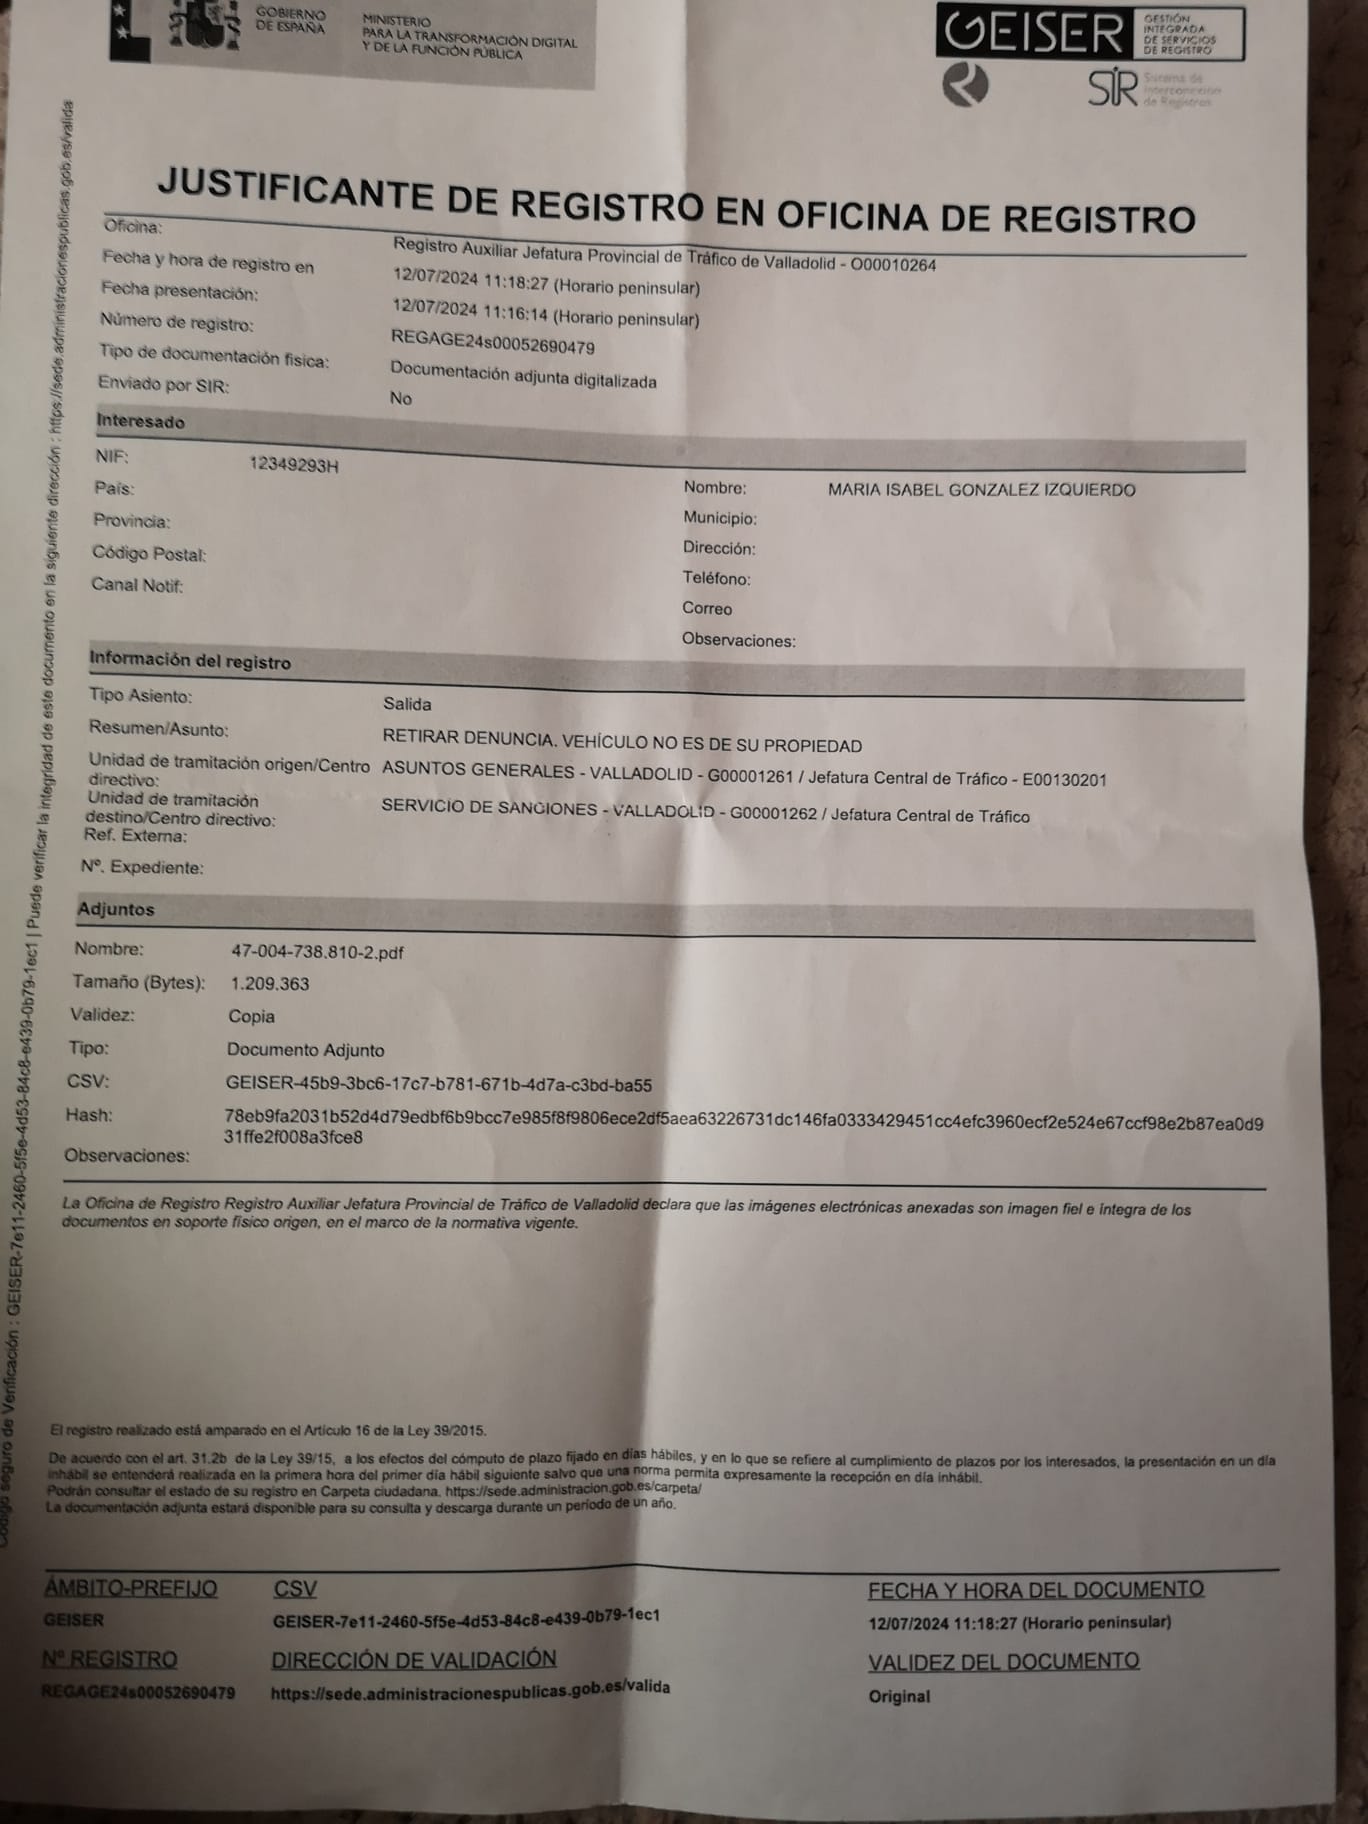 GOBIERNO
DE ESPAÑA
MINISTERIO
PARA LA TRANSFORMACIÓN DIGITAL
Y DE LA FUNCIÓN PÚBLICA
GEISER
GESTIÓN
INTEGRADA
DE SERVICIOS
DE REGISTRO
SIR
Sistema de
Interconexión
de Registros
JUSTIFICANTE DE REGISTRO EN OFICINA DE REGISTRO
Oficina: Registro Auxiliar Jefatura Provincial de Tráfico de Valladolid - O00010264
Fecha y hora de registro en 12/07/2024 11:18:27 (Horario peninsular)
Fecha presentación: 12/07/2024 11:16:14 (Horario peninsular)
Número de registro: REGAGE24s00052690479
Tipo de documentación física: Documentación adjunta digitalizada
Enviado por SIR: No
Interesado
NIF: 12349293H Nombre: MARIA ISABEL GONZALEZ IZQUIERDO
País: Municipio:
Provincia: Dirección:
Código Postal: Teléfono:
Canal Notif: Correo
Observaciones:
Información del registro
Tipo Asiento: Salida
Resumen/Asunto: RETIRAR DENUNCIA. VEHÍCULO NO ES DE SU PROPIEDAD
Unidad de tramitación origen/Centro ASUNTOS GENERALES - VALLADOLID - G00001261 / Jefatura Central de Tráfico - E00130201
directivo:
Unidad de tramitación SERVICIO DE SANCIONES - VALLADOLID - G00001262 / Jefatura Central de Tráfico
destino/Centro directivo:
Ref. Externa:
Nº. Expediente:
Adjuntos
Nombre: 47-004-738.810-2.pdf
Tamaño (Bytes): 1.209.363
Validez: Copia
Tipo: Documento Adjunto
CSV: GEISER-45b9-3bc6-17c7-b781-671b-4d7a-c3bd-ba55
Hash: 78eb9fa2031b52d4d79edbf6b9bcc7e985f8f9806ece2df5aea63226731dc146fa0333429451cc4efc3960ecf2e524e67ccf98e2b87ea0d9
31ffe2f008a3fce8
Observaciones:
La Oficina de Registro Registro Auxiliar Jefatura Provincial de Tráfico de Valladolid declara que las imágenes electrónicas anexadas son imagen fiel e íntegra de los
documentos en soporte físico origen, en el marco de la normativa vigente.
El registro realizado está amparado en el Artículo 16 de la Ley 39/2015.
De acuerdo con el art. 31.2b de la Ley 39/15, a los efectos del cómputo de plazo fijado en días hábiles, y en lo que se refiere al cumplimiento de plazos por los interesados, la presentación en un día
inhábil se entenderá realizada en la primera hora del primer día hábil siguiente salvo que una norma permita expresamente la recepción en día inhábil.
Podrán consultar el estado de su registro en Carpeta ciudadana. https://sede.administracion.gob.es/carpeta/
La documentación adjunta estará disponible para su consulta y descarga durante un período de un año.
ÁMBITO-PREFIJO CSV FECHA Y HORA DEL DOCUMENTO
GEISER GEISER-7e11-2460-5f5e-4d53-84c8-e439-0b79-1ec1 12/07/2024 11:18:27 (Horario peninsular)
Nº REGISTRO DIRECCIÓN DE VALIDACIÓN VALIDEZ DEL DOCUMENTO
REGAGE24s00052690479 https://sede.administracionespublicas.gob.es/valida Original
Código seguro de Verificación : GEISER-7e11-2460-5f5e-4d53-84c8-e439-0b79-1ec1 | Puede verificar la integridad de este documento en la siguiente dirección : https://sede.administracionespublicas.gob.es/valida